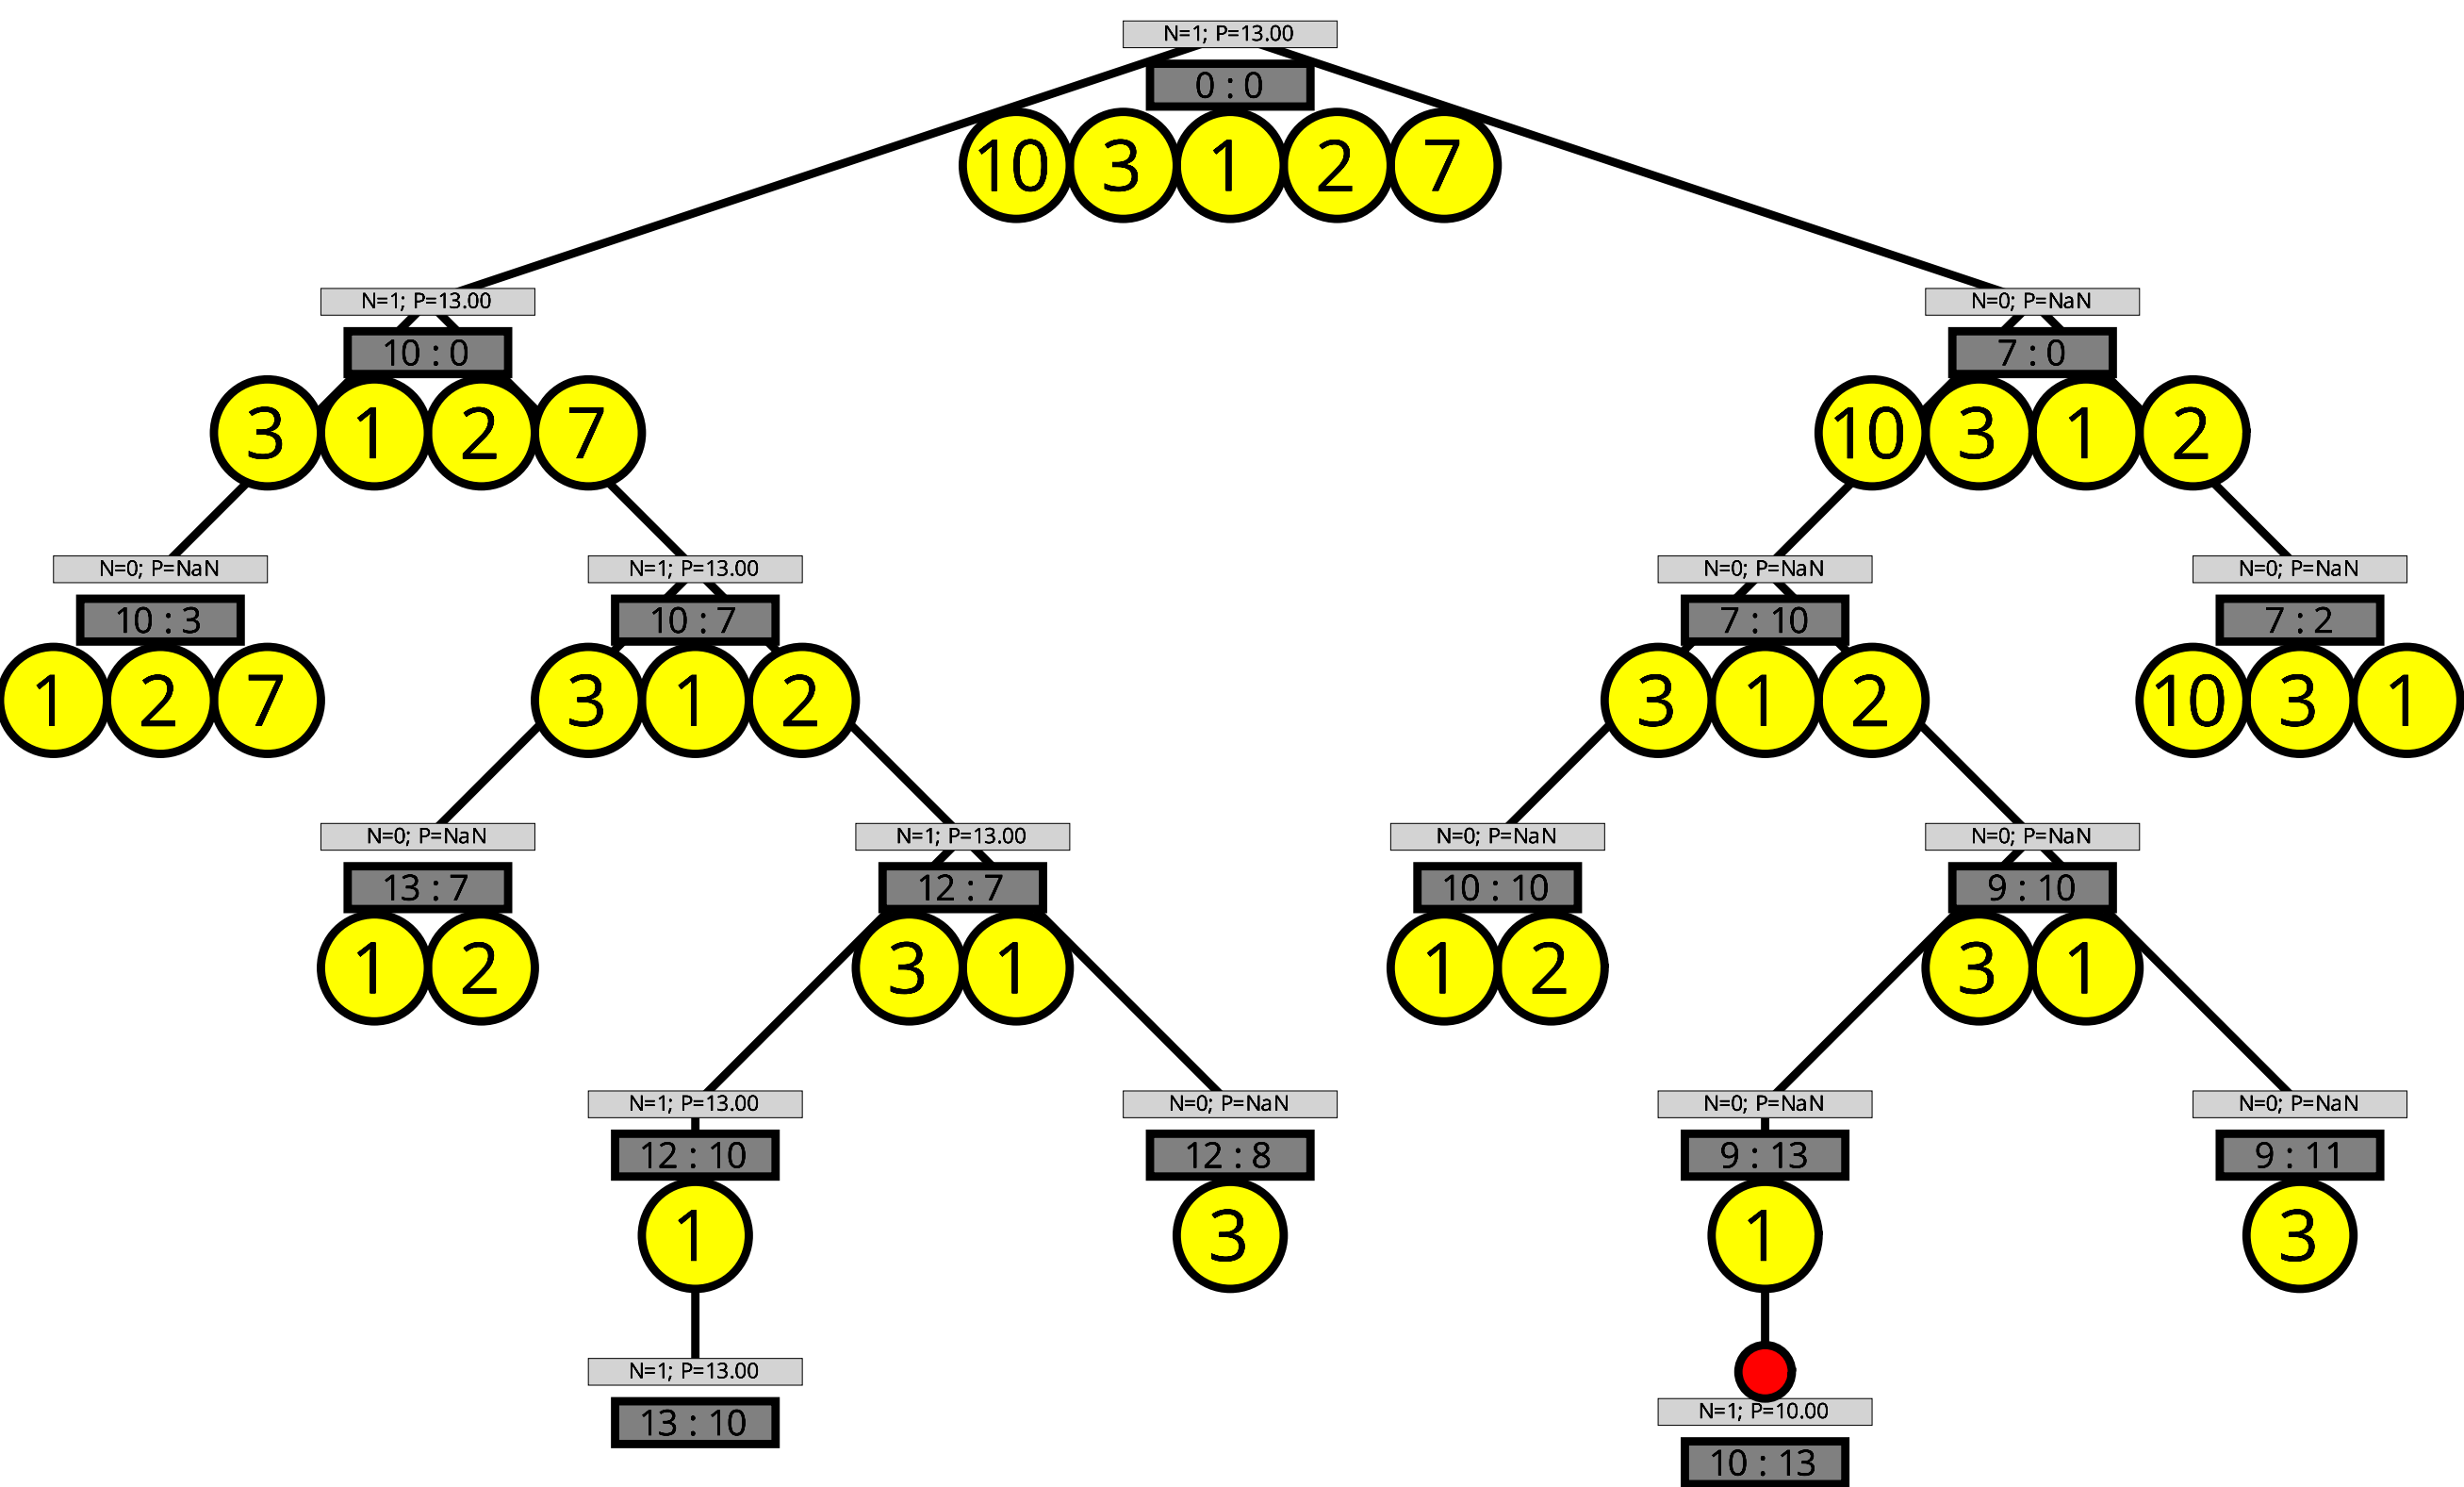 N=1; P=13.00
0 : 0
10 3 1 2 7
N=1; P=13.00
10 : 0
3 1 2 7
N=0; P=NaN
7 : 0
10 3 1 2
N=0; P=NaN
10 : 3
1 2 7
N=1; P=13.00
10 : 7
3 1 2
N=0; P=NaN
7 : 10
3 1 2
N=0; P=NaN
7 : 2
10 3 1
N=0; P=NaN
13 : 7
1 2
N=1; P=13.00
12 : 7
3 1
N=0; P=NaN
10 : 10
1 2
N=0; P=NaN
9 : 10
3 1
N=1; P=13.00
12 : 10
1
N=0; P=NaN
12 : 8
3
N=0; P=NaN
9 : 13
1
N=0; P=NaN
9 : 11
3
N=1; P=13.00
13 : 10
N=1; P=10.00
10 : 13